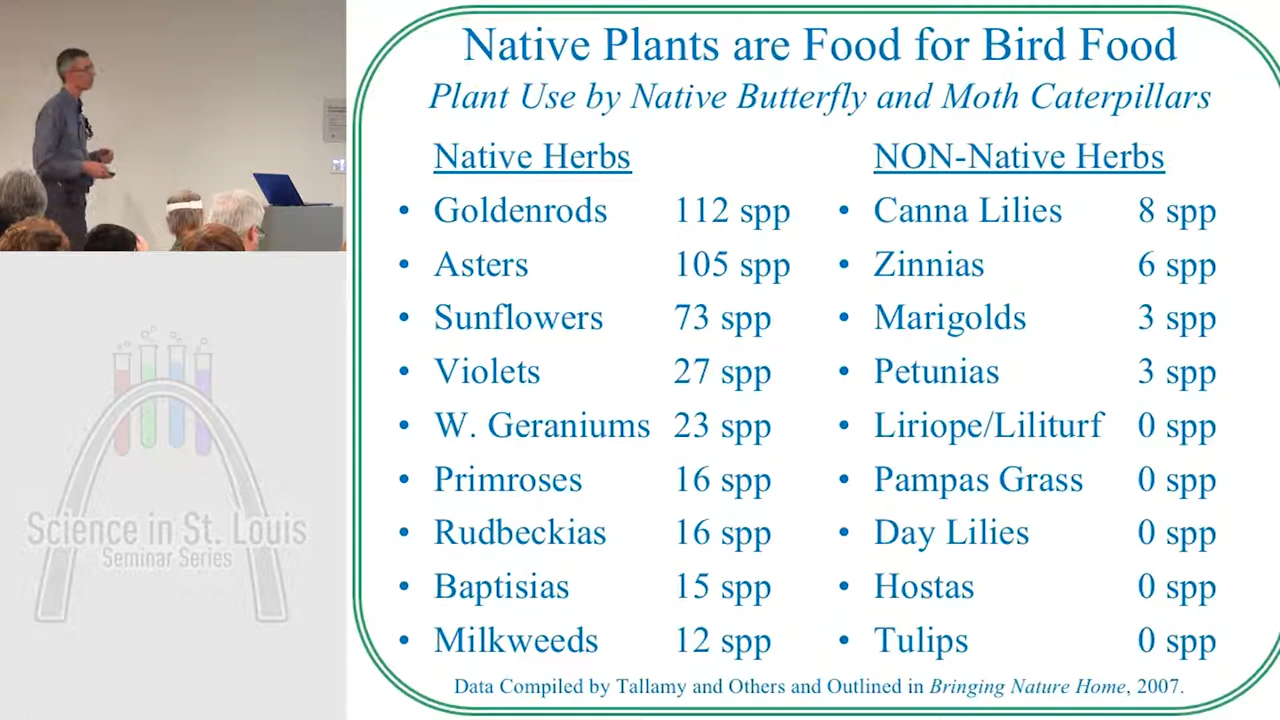 Native Plants are Food for Bird Food
Plant Use by Native Butterfly and Moth Caterpillars
Native Herbs
• Goldenrods 112 spp
• Asters 105 spp
• Sunflowers 73 spp
• Violets 27 spp
• W. Geraniums 23 spp
• Primroses 16 spp
• Rudbeckias 16 spp
• Baptisias 15 spp
• Milkweeds 12 spp
NON-Native Herbs
• Canna Lilies 8 spp
• Zinnias 6 spp
• Marigolds 3 spp
• Petunias 3 spp
• Liriope/Liliturf 0 spp
• Pampas Grass 0 spp
• Day Lilies 0 spp
• Hostas 0 spp
• Tulips 0 spp
Data Compiled by Tallamy and Others and Outlined in Bringing Nature Home, 2007.
Science in St. Louis
Seminar Series